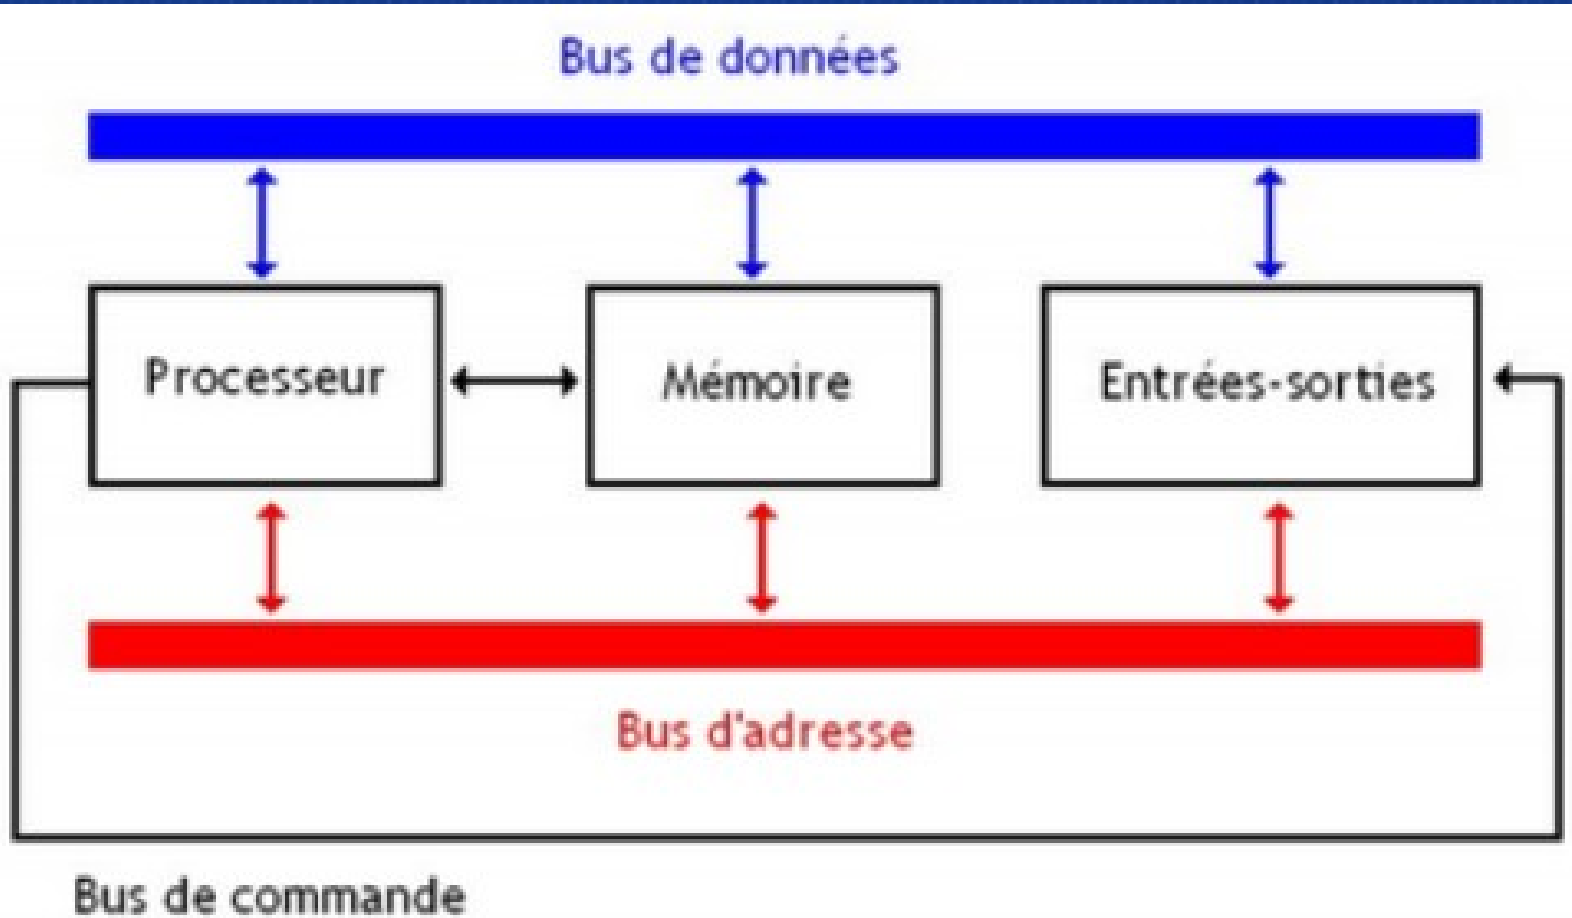 Bus de données
Processeur
Mémoire
Entrées-sorties
Bus d'adresse
Bus de commande